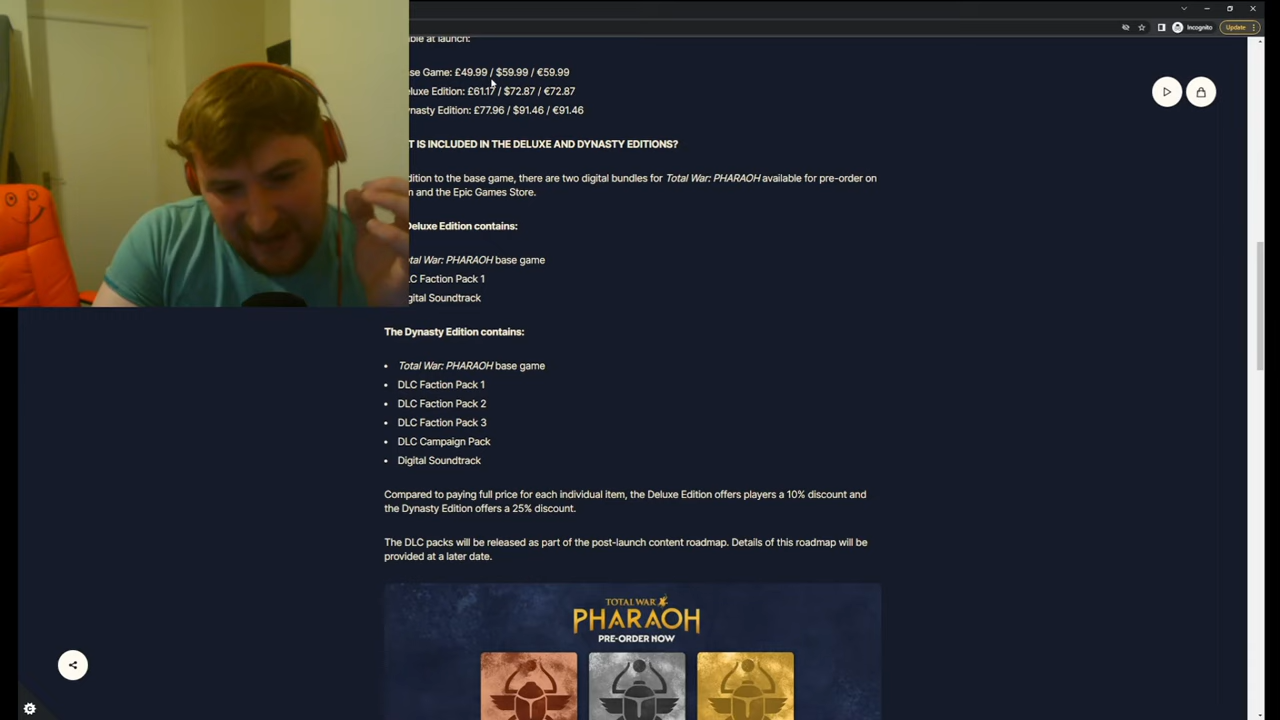 Incognito
Update
at launch:
Game: £49.99 / $59.99 / €59.99
Edition: £61.17 / $72.87 / €72.87
Edition: £77.96 / $91.46 / €91.46
IS INCLUDED IN THE DELUXE AND DYNASTY EDITIONS?
to the base game, there are two digital bundles for Total War: PHARAOH available for pre-order on
and the Epic Games Store.
Deluxe Edition contains:
War: PHARAOH base game
Faction Pack 1
Soundtrack
The Dynasty Edition contains:
• Total War: PHARAOH base game
• DLC Faction Pack 1
• DLC Faction Pack 2
• DLC Faction Pack 3
• DLC Campaign Pack
• Digital Soundtrack
Compared to paying full price for each individual item, the Deluxe Edition offers players a 10% discount and
the Dynasty Edition offers a 25% discount.
The DLC packs will be released as part of the post-launch content roadmap. Details of this roadmap will be
provided at a later date.
TOTAL WAR
PHARAOH
PRE-ORDER NOW